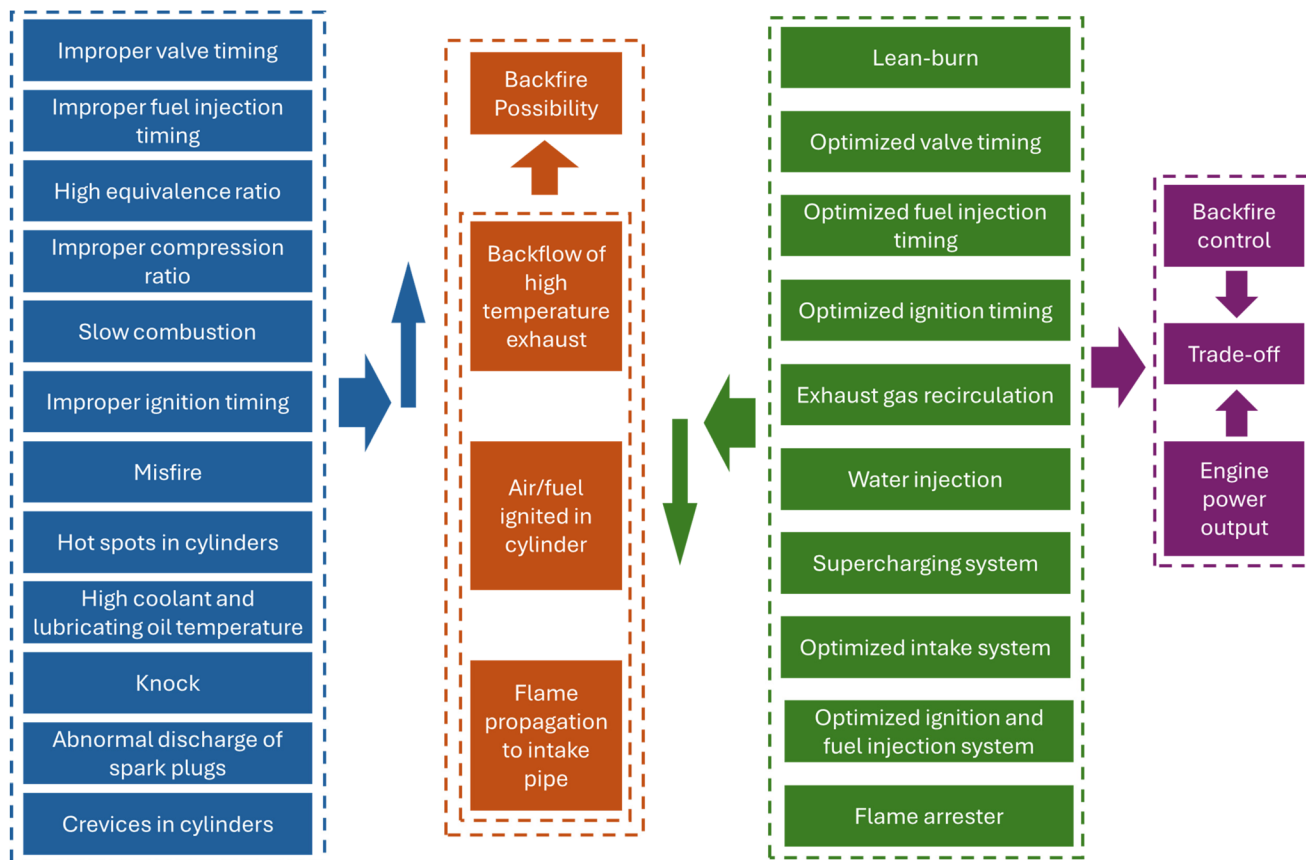 Improper valve timing
Improper fuel injection
timing
High equivalence ratio
Improper compression
ratio
Slow combustion
Improper ignition timing
Misfire
Hot spots in cylinders
High coolant and
lubricating oil temperature
Knock
Abnormal discharge of
spark plugs
Crevices in cylinders
Backfire
Possibility
Backflow of
high
temperature
exhaust
Air/fuel
ignited in
cylinder
Flame
propagation
to intake
pipe
Lean-burn
Optimized valve timing
Optimized fuel injection
timing
Optimized ignition timing
Exhaust gas recirculation
Water injection
Supercharging system
Optimized intake system
Optimized ignition and
fuel injection system
Flame arrester
Backfire
control
Trade-off
Engine
power
output